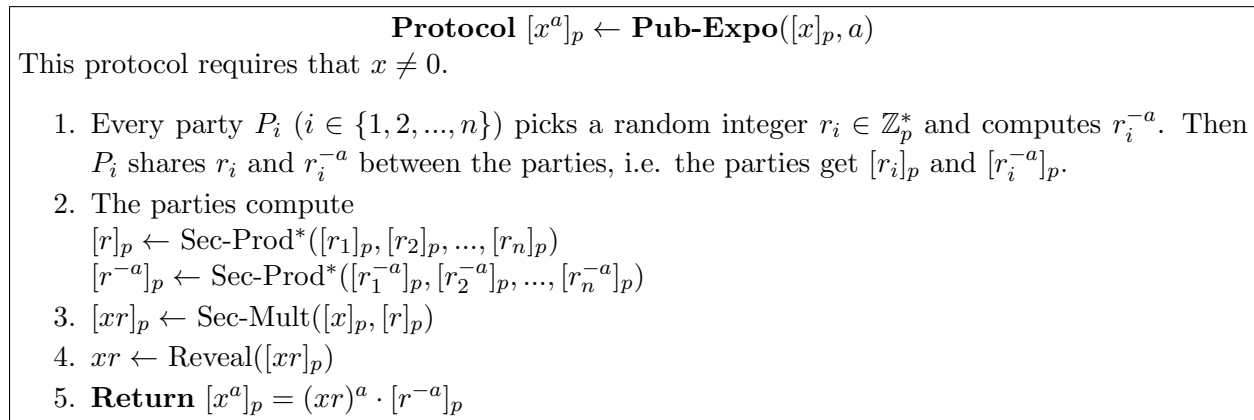 Protocol [x^a]_p ← Pub-Expo([x]_p, a)
This protocol requires that x ≠ 0.
1. Every party P_i (i ∈ {1, 2, ..., n}) picks a random integer r_i ∈ ℤ_p^* and computes r_i^{-a}. Then
P_i shares r_i and r_i^{-a} between the parties, i.e. the parties get [r_i]_p and [r_i^{-a}]_p.
2. The parties compute
[r]_p ← Sec-Prod*([r_1]_p, [r_2]_p, ..., [r_n]_p)
[r^{-a}]_p ← Sec-Prod*([r_1^{-a}]_p, [r_2^{-a}]_p, ..., [r_n^{-a}]_p)
3. [xr]_p ← Sec-Mult([x]_p, [r]_p)
4. xr ← Reveal([xr]_p)
5. Return [x^a]_p = (xr)^a · [r^{-a}]_p